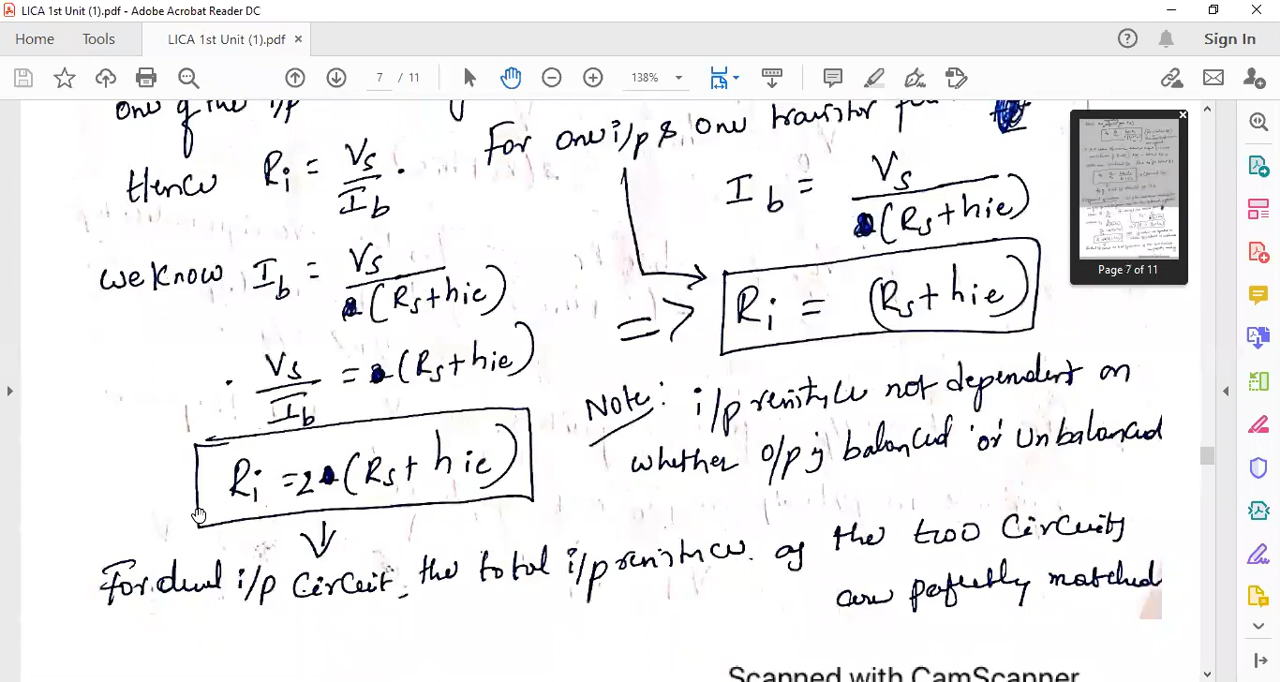 LICA 1st Unit (1).pdf - Adobe Acrobat Reader DC
Home Tools LICA 1st Unit (1).pdf × Sign In
7 / 11 138%
one of the i/p
Hence Ri = Vs / Ib .
we know Ib = Vs / (Rs + hie)
∴ Vs / Ib = (Rs + hie)
Ri = 2 (Rs + hie)
For one i/p & one transistor
Ib = Vs / (Rs + hie)
=> Ri = (Rs + hie)
Note: i/p resistance not dependent on
whether o/p is balanced 'or' Unbalanced
For dual i/p Circuit, the total i/p resistance of the two Circuits
are perfectly matched
Scanned with CamScanner
Page 7 of 11